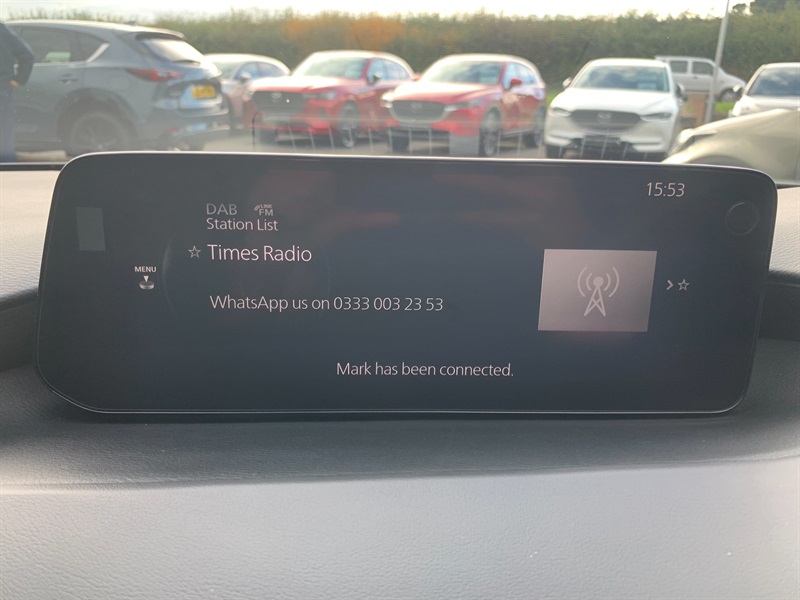 15:53
DAB LINK FM
Station List
☆ Times Radio
MENU
WhatsApp us on 0333 003 23 53
Mark has been connected.